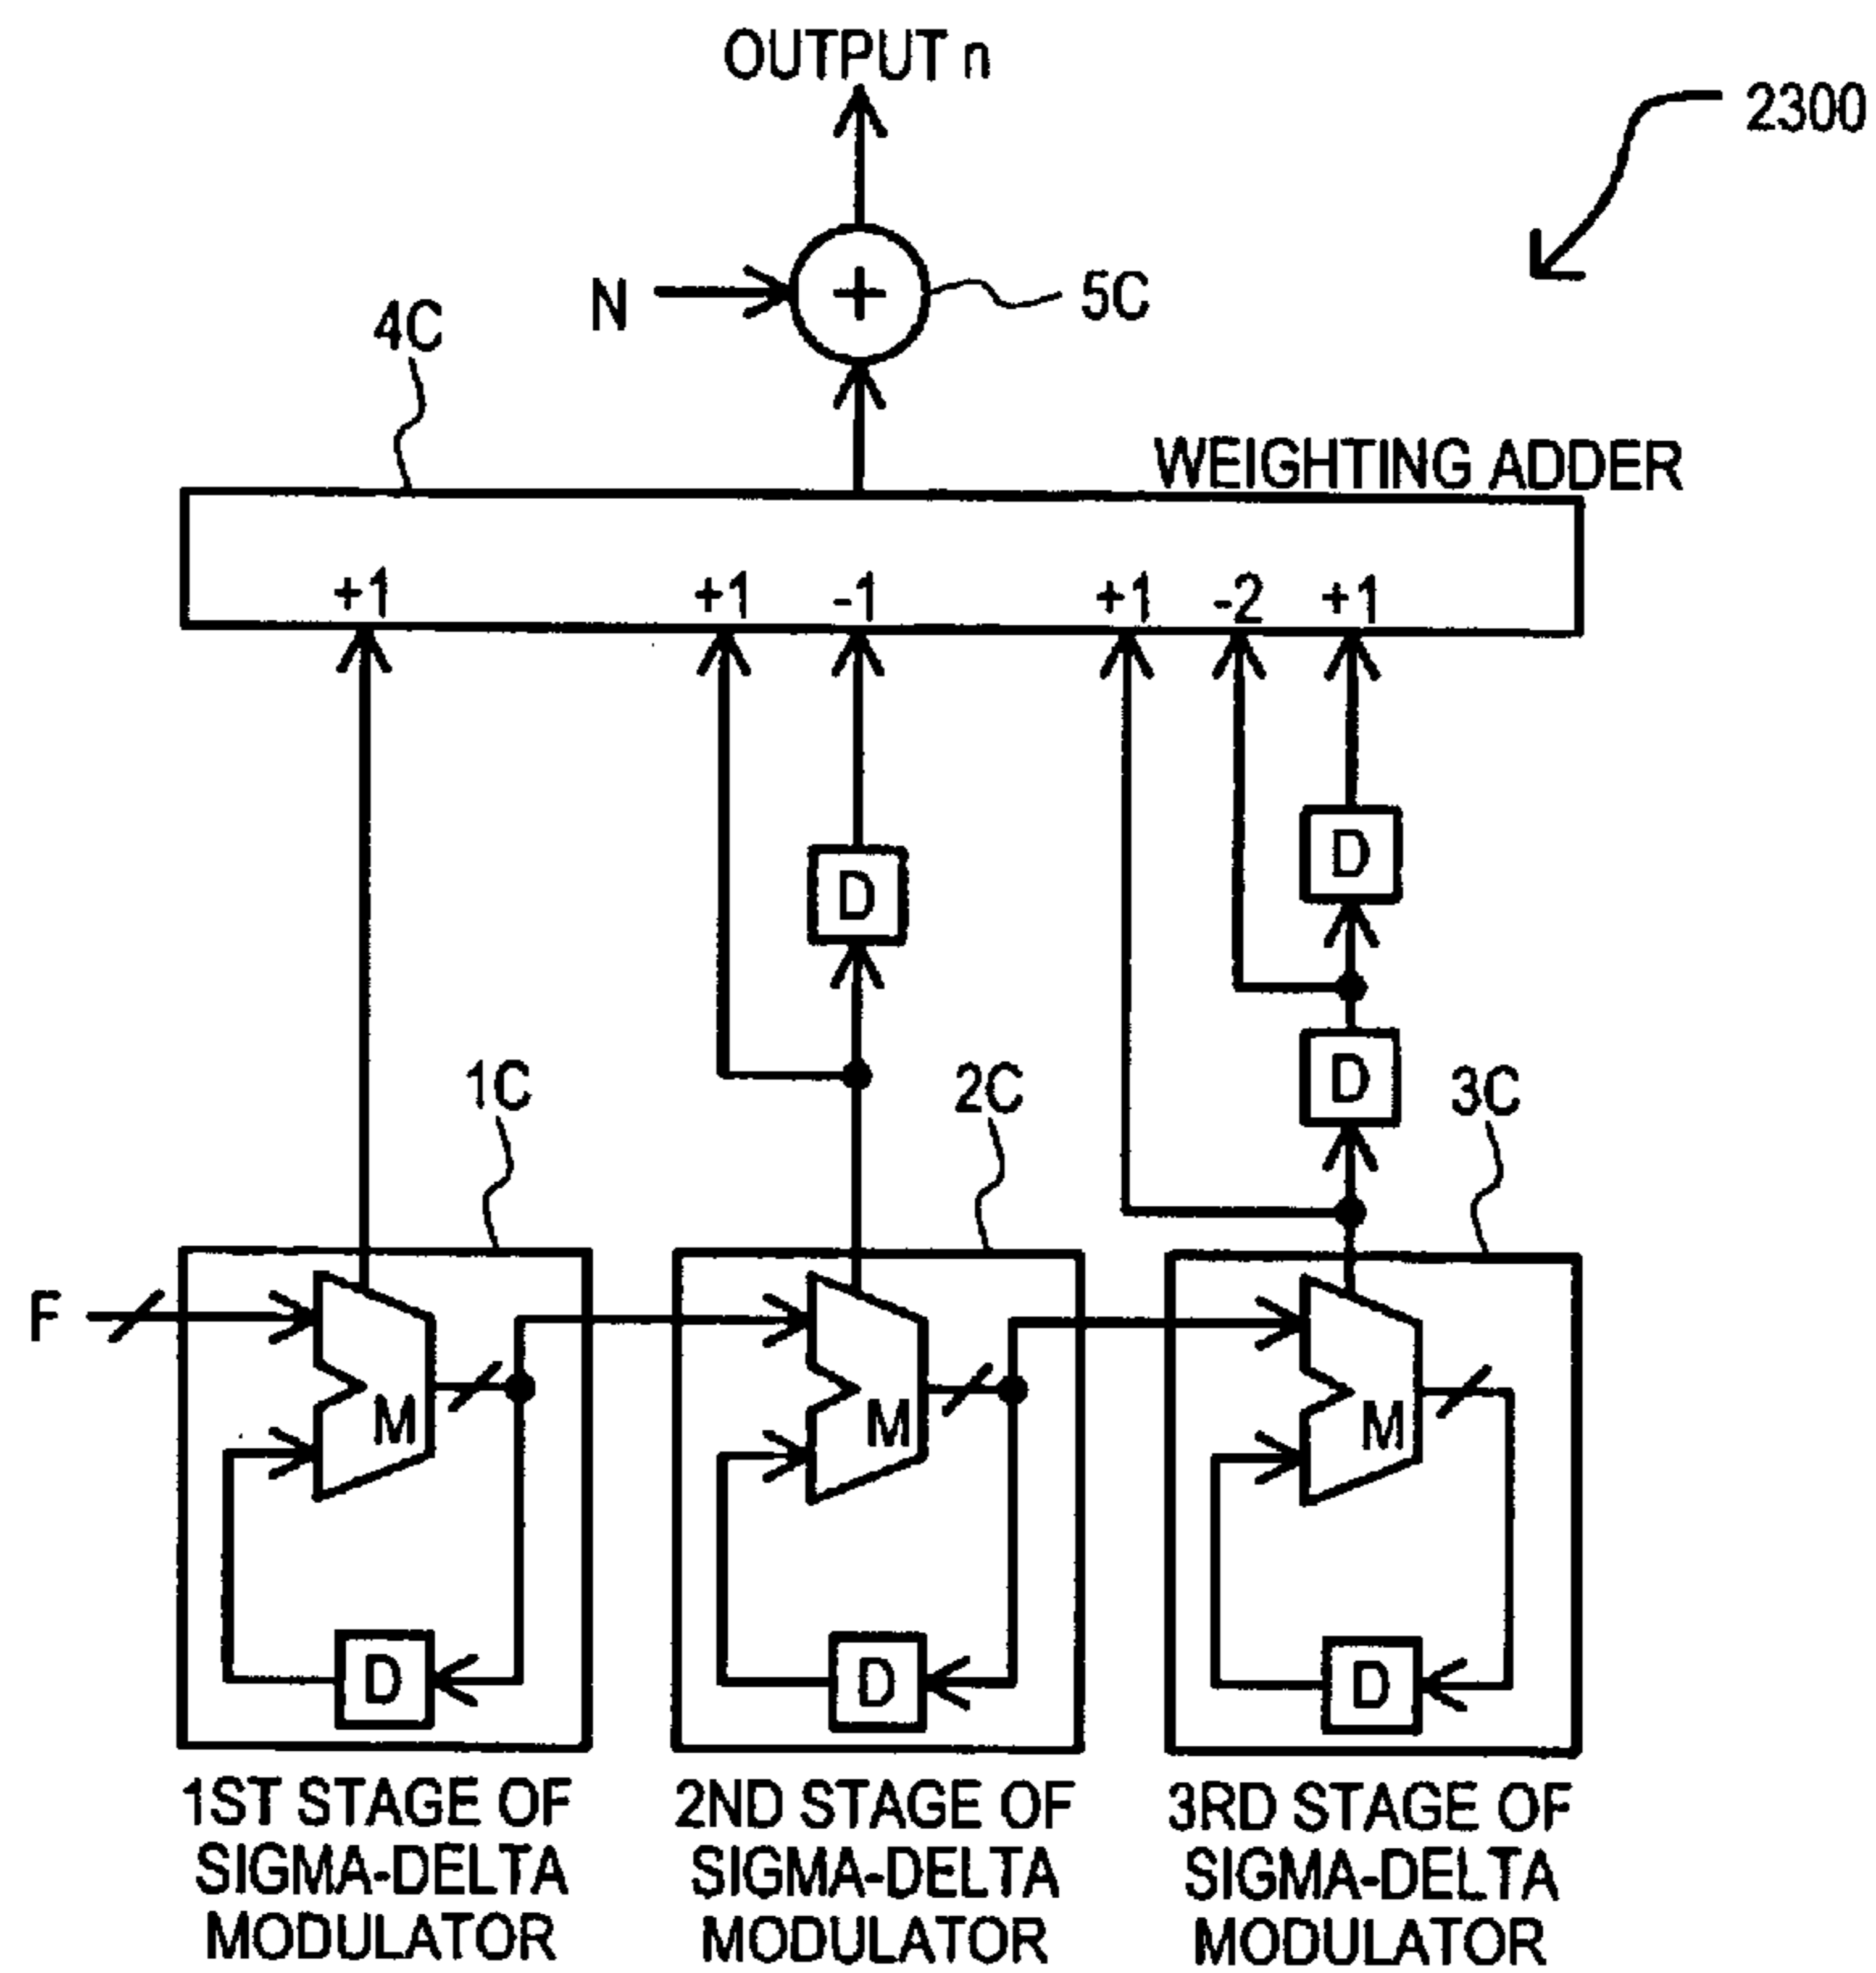 OUTPUT n
2300
N
+
5C
4C
WEIGHTING ADDER
+1 +1 -1 +1 -2 +1
D
D
D
1C
2C
3C
F
M
M
M
D
D
D
1ST STAGE OF
SIGMA-DELTA
MODULATOR
2ND STAGE OF
SIGMA-DELTA
MODULATOR
3RD STAGE OF
SIGMA-DELTA
MODULATOR